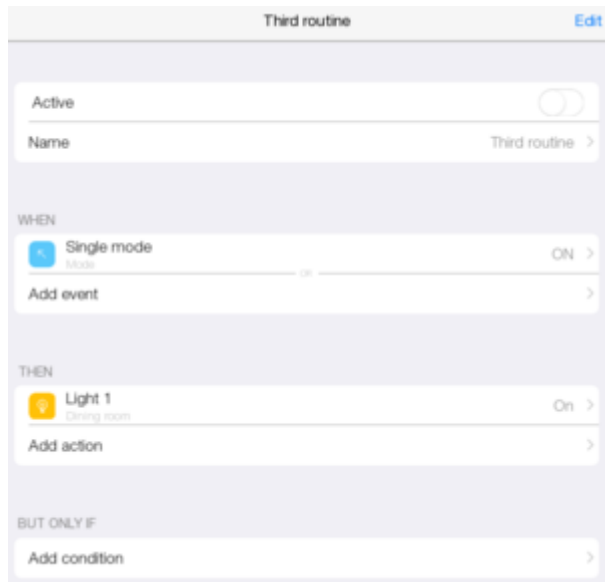 Third routine
Edit
Active
Name
Third routine
WHEN
Single mode
Mode
ON
OR
Add event
THEN
Light 1
Dining room
On
Add action
BUT ONLY IF
Add condition